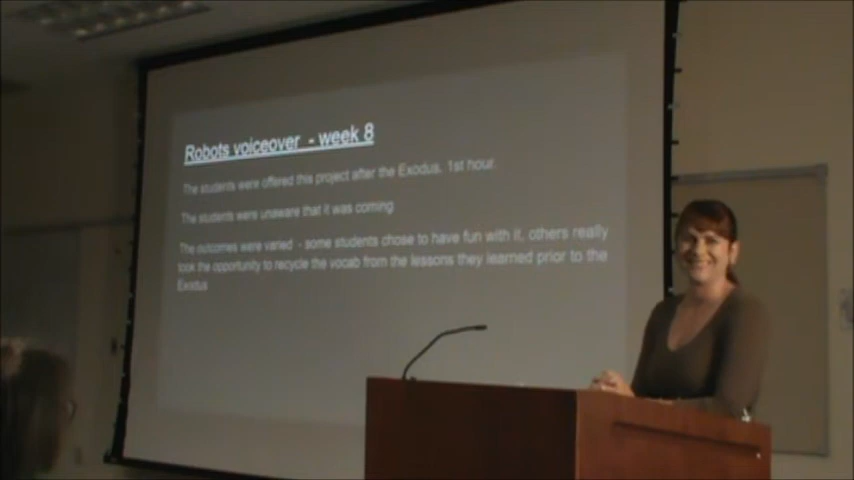 Robots voiceover - week 8
The students were offered this project after the Exodus, 1st hour.
The students were unaware that it was coming
The outcomes were varied - some students chose to have fun with it, others really
took the opportunity to recycle the vocab from the lessons they learned prior to the
Exodus